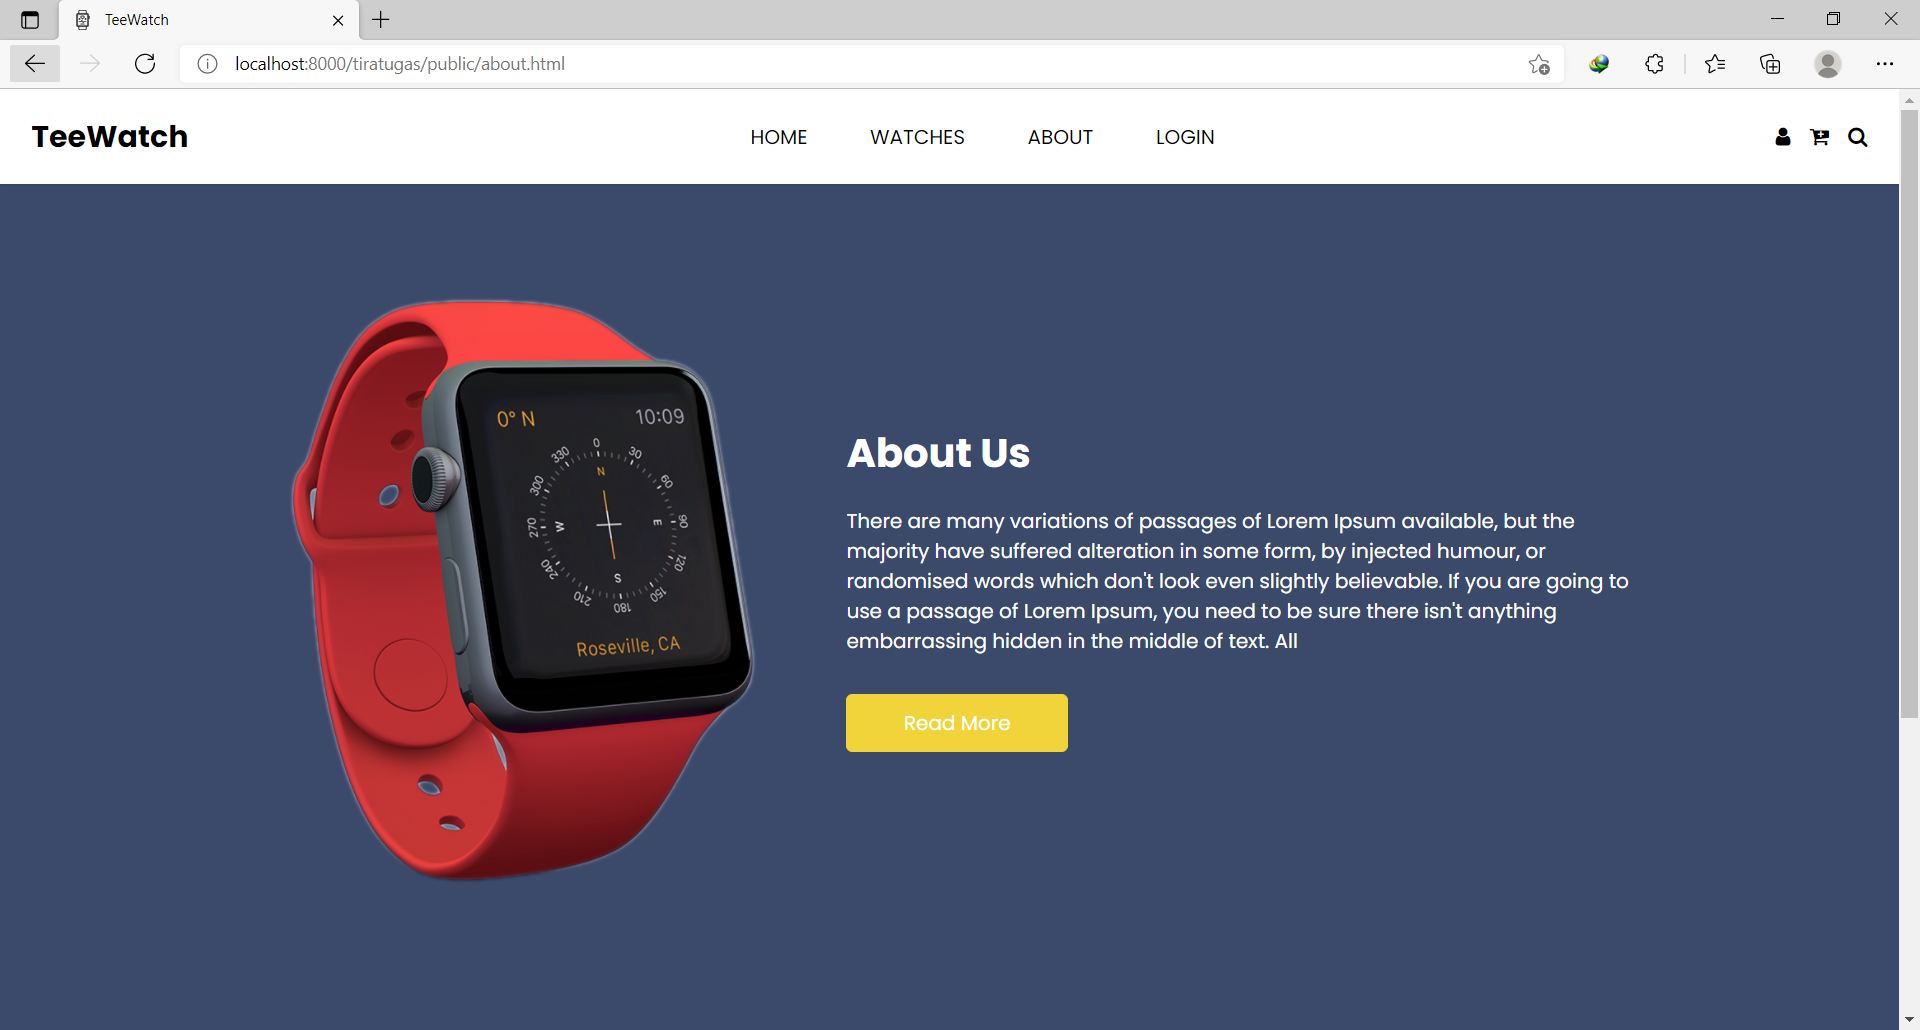 TeeWatch
localhost:8000/tiratugas/public/about.html
TeeWatch
HOME
WATCHES
ABOUT
LOGIN
0° N
10:09
0
30
60
90
120
150
180
210
240
270
300
330
N
E
S
W
Roseville, CA
About Us
There are many variations of passages of Lorem Ipsum available, but the
majority have suffered alteration in some form, by injected humour, or
randomised words which don't look even slightly believable. If you are going to
use a passage of Lorem Ipsum, you need to be sure there isn't anything
embarrassing hidden in the middle of text. All
Read More